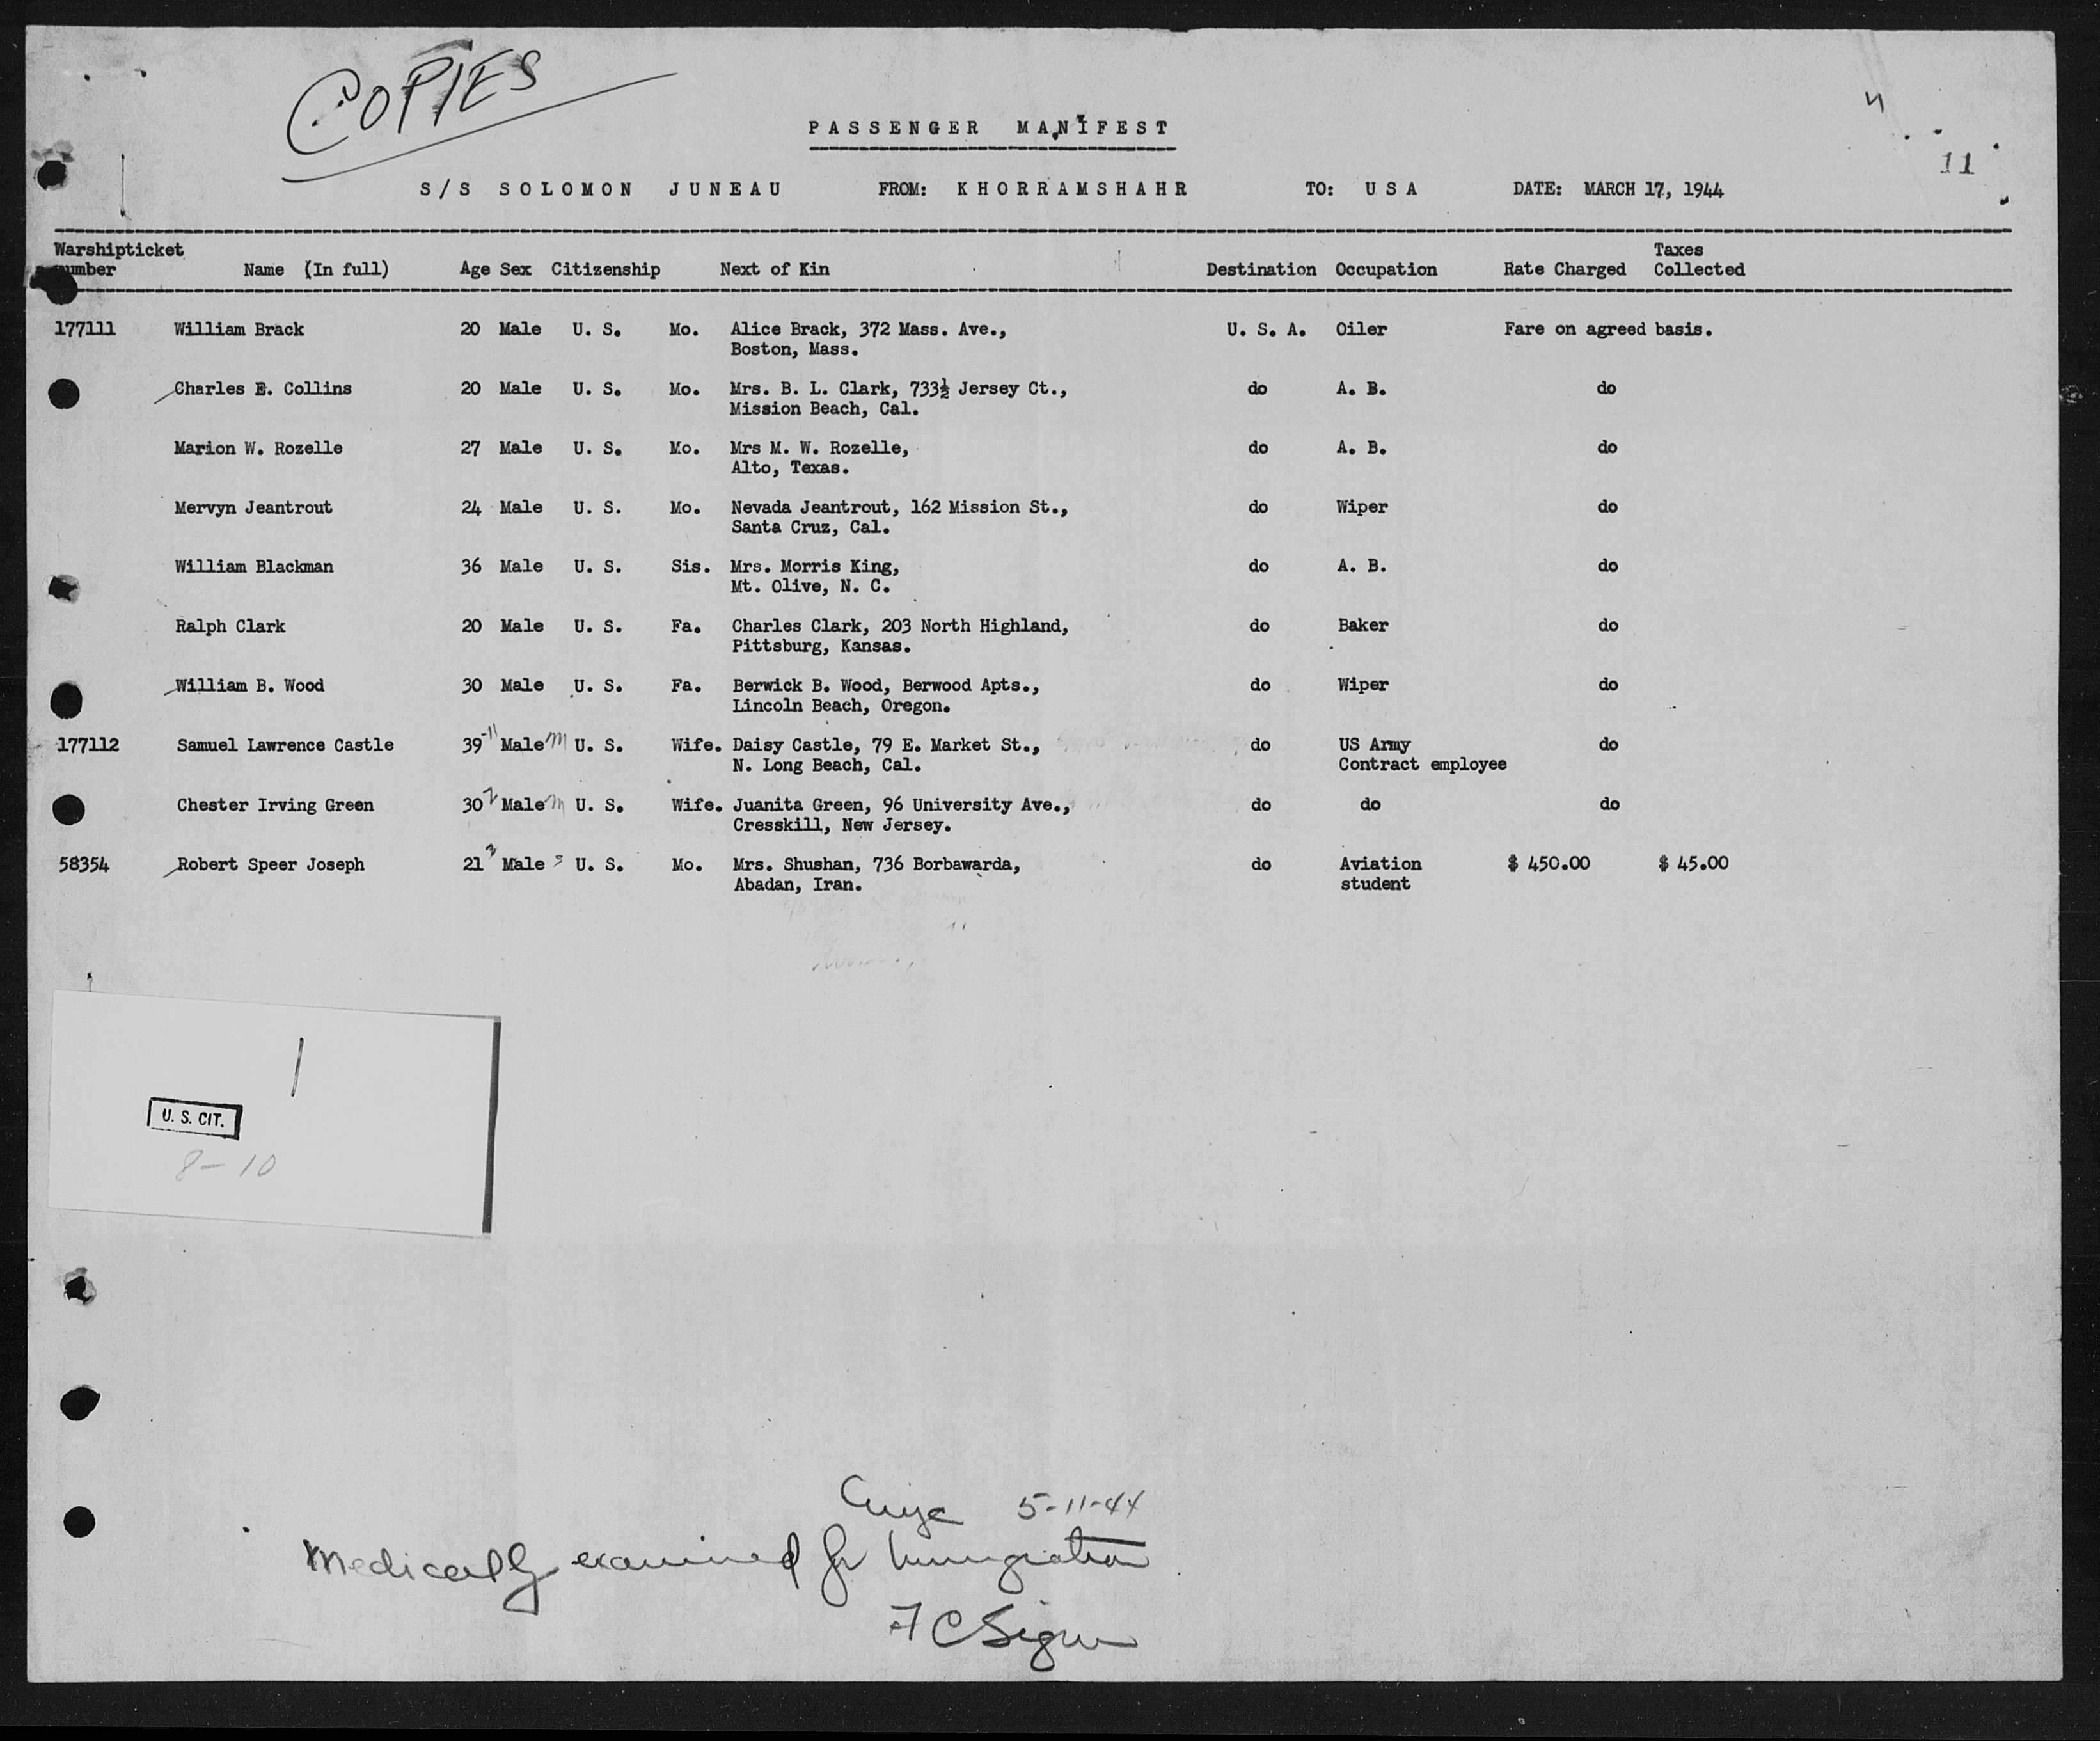 COPIES
11
PASSENGER MANIFEST
S/S SOLOMON JUNEAU FROM: KHORRAMSHAHR TO: USA DATE: MARCH 17, 1944
Warshipticket number Name (In full) Age Sex Citizenship Next of Kin Destination Occupation Rate Charged Taxes Collected
177111 William Brack 20 Male U. S. Mo. Alice Brack, 372 Mass. Ave., U. S. A. Oiler Fare on agreed basis.
Boston, Mass.
Charles E. Collins 20 Male U. S. Mo. Mrs. B. L. Clark, 733½ Jersey Ct., do A. B. do
Mission Beach, Cal.
Marion W. Rozelle 27 Male U. S. Mo. Mrs M. W. Rozelle, do A. B. do
Alto, Texas.
Mervyn Jeantrout 24 Male U. S. Mo. Nevada Jeantrout, 162 Mission St., do Wiper do
Santa Cruz, Cal.
William Blackman 36 Male U. S. Sis. Mrs. Morris King, do A. B. do
Mt. Olive, N. C.
Ralph Clark 20 Male U. S. Fa. Charles Clark, 203 North Highland, do Baker do
Pittsburg, Kansas.
William B. Wood 30 Male U. S. Fa. Berwick B. Wood, Berwood Apts., do Wiper do
Lincoln Beach, Oregon.
177112 Samuel Lawrence Castle 39 -11 Male m U. S. Wife. Daisy Castle, 79 E. Market St., do US Army do
N. Long Beach, Cal. Contract employee
Chester Irving Green 30 2 Male m U. S. Wife. Juanita Green, 96 University Ave., do do do
Cresskill, New Jersey.
58354 Robert Speer Joseph 21 3 Male s U. S. Mo. Mrs. Shushan, 736 Borbawarda, do Aviation $ 450.00 $ 45.00
Abadan, Iran. student
U. S. CIT.
8-10
5-11-44
Medically examined for Immigration